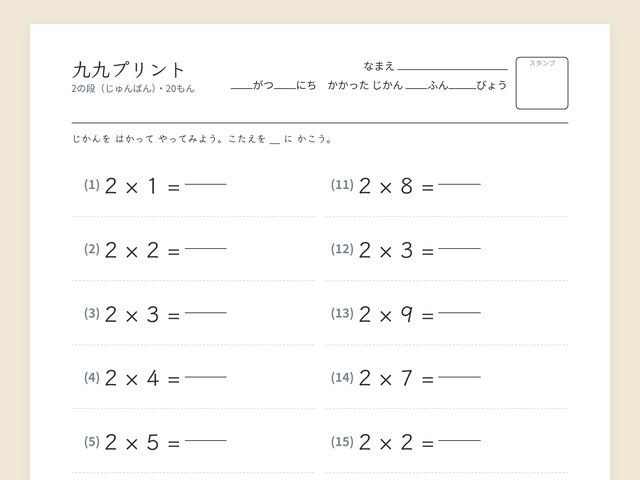 九九プリント
2の段（じゅんばん）・20もん
なまえ
がつ にち かかった じかん ふん びょう
スタンプ
じかんを はかって やってみよう。こたえを __ に かこう。
(1) 2 × 1 =
(2) 2 × 2 =
(3) 2 × 3 =
(4) 2 × 4 =
(5) 2 × 5 =
(11) 2 × 8 =
(12) 2 × 3 =
(13) 2 × 9 =
(14) 2 × 7 =
(15) 2 × 2 =